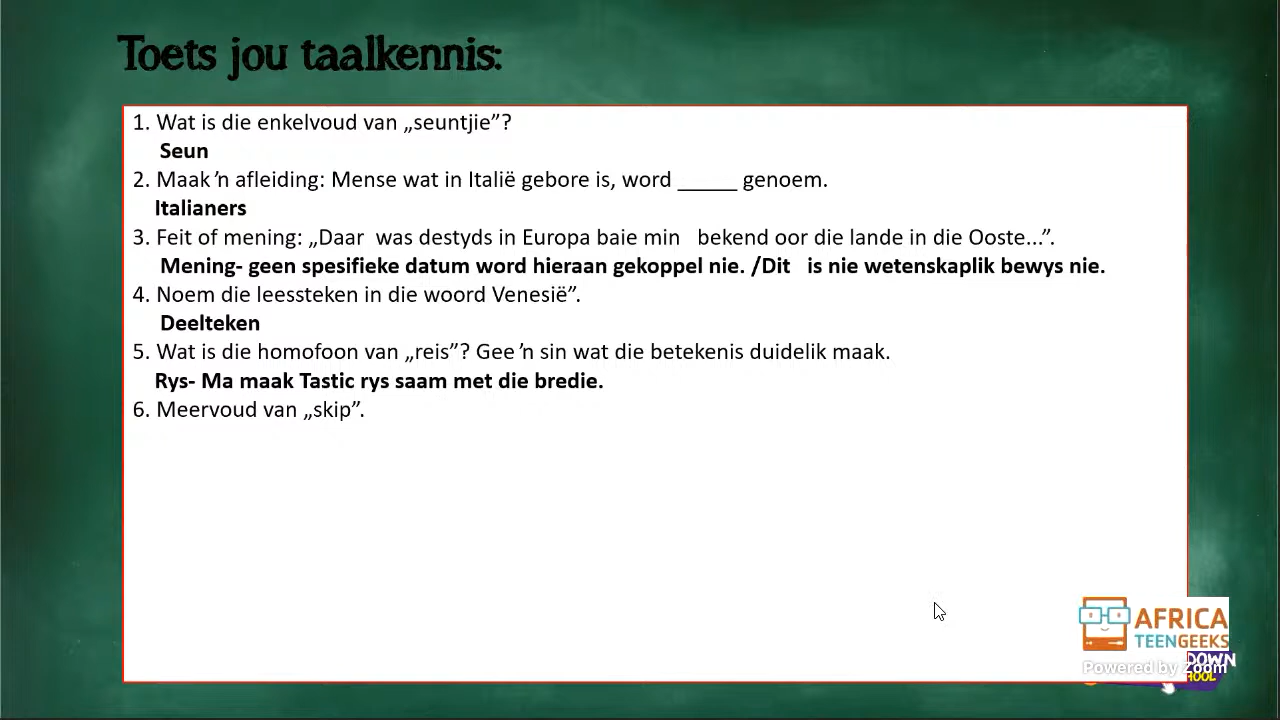 Toets jou taalkennis:
1. Wat is die enkelvoud van „seuntjie”?
Seun
2. Maak ’n afleiding: Mense wat in Italië gebore is, word _____ genoem.
Italianers
3. Feit of mening: „Daar was destyds in Europa baie min bekend oor die lande in die Ooste...”.
Mening- geen spesifieke datum word hieraan gekoppel nie. /Dit is nie wetenskaplik bewys nie.
4. Noem die leessteken in die woord Venesië”.
Deelteken
5. Wat is die homofoon van „reis”? Gee ’n sin wat die betekenis duidelik maak.
Rys- Ma maak Tastic rys saam met die bredie.
6. Meervoud van „skip”.
AFRICA
TEENGEEKS
DOWN
Powered by Zoom